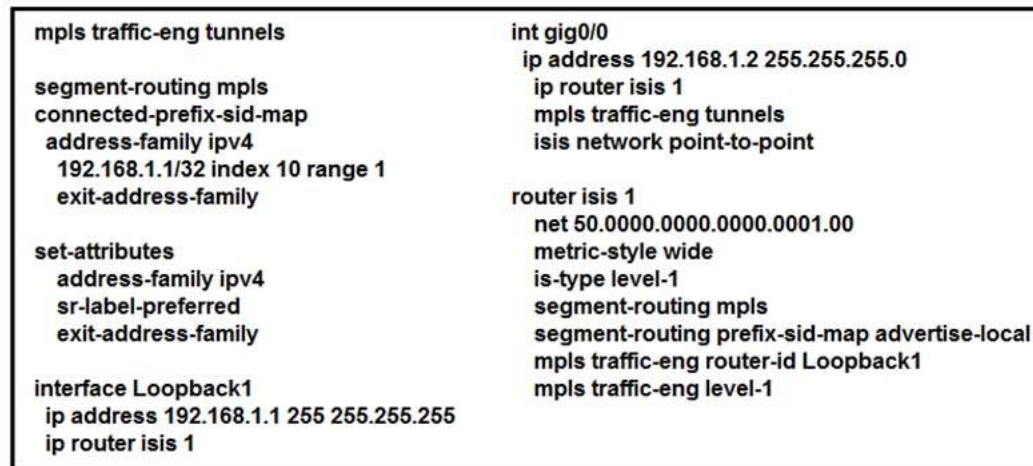 mpls traffic-eng tunnels
segment-routing mpls
connected-prefix-sid-map
address-family ipv4
192.168.1.1/32 index 10 range 1
exit-address-family
set-attributes
address-family ipv4
sr-label-preferred
exit-address-family
interface Loopback1
ip address 192.168.1.1 255 255.255.255
ip router isis 1
int gig0/0
ip address 192.168.1.2 255.255.255.0
ip router isis 1
mpls traffic-eng tunnels
isis network point-to-point
router isis 1
net 50.0000.0000.0000.0001.00
metric-style wide
is-type level-1
segment-routing mpls
segment-routing prefix-sid-map advertise-local
mpls traffic-eng router-id Loopback1
mpls traffic-eng level-1